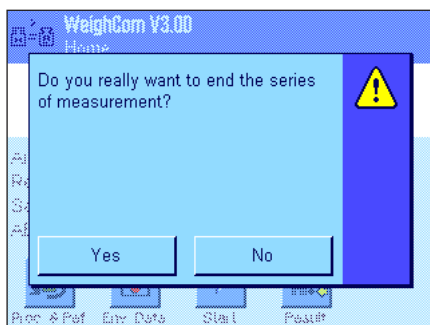 WeighCom V3.00
Home
Do you really want to end the series
of measurement?
Yes
No
Proc & Ref Env Data Start Result